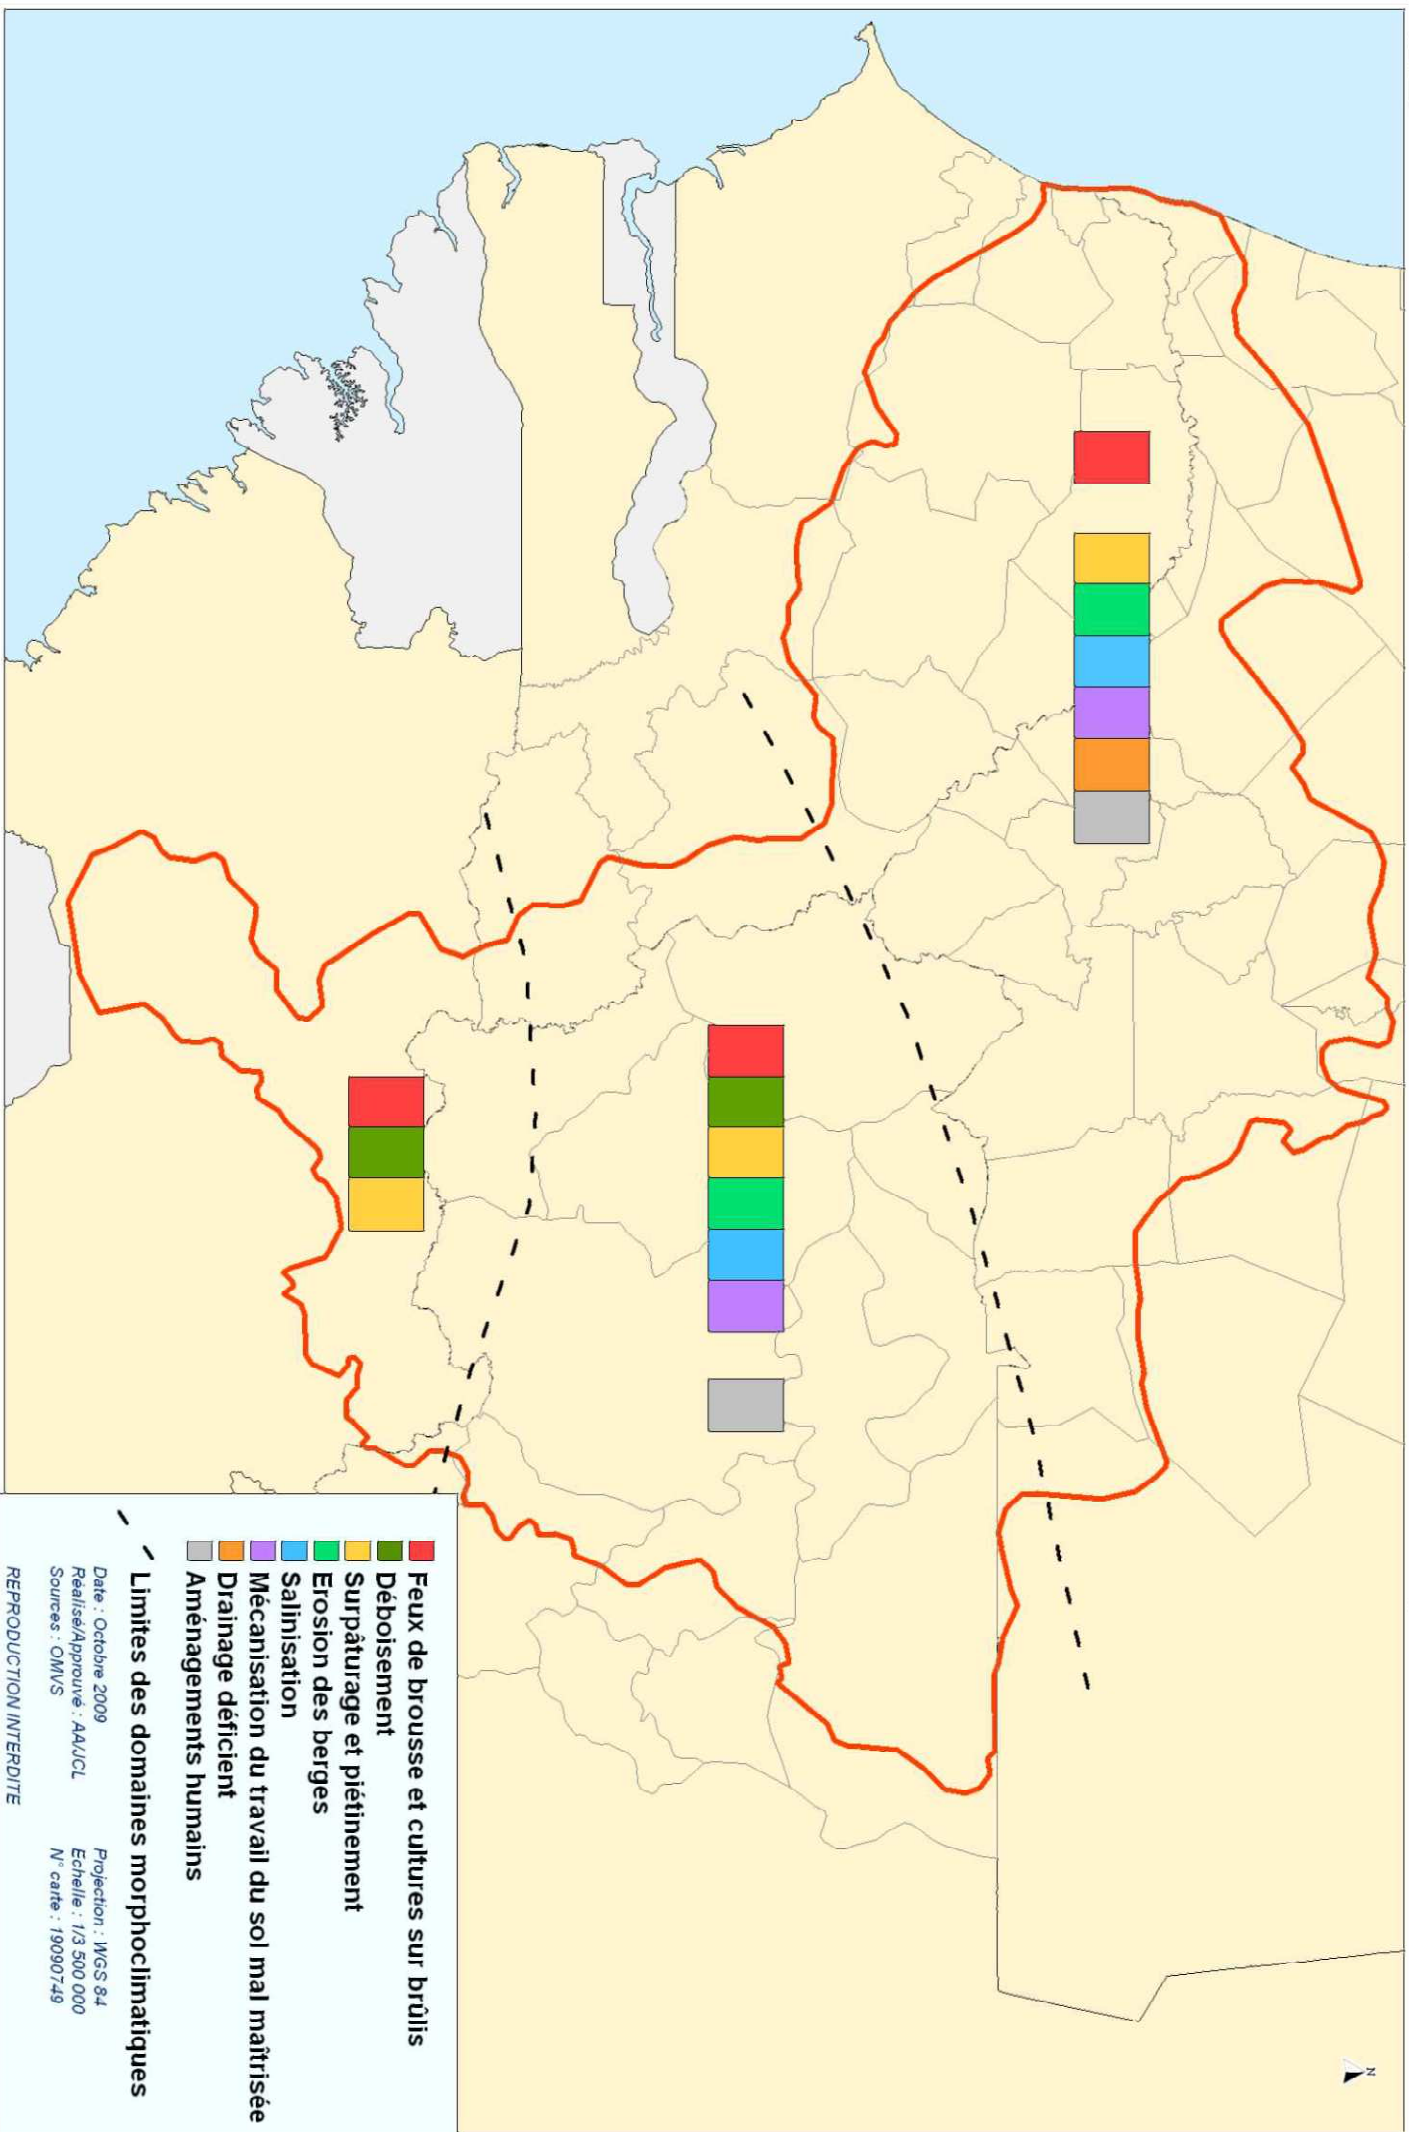 N
Feux de brousse et cultures sur brûlis
Déboisement
Surpâturage et piétinement
Erosion des berges
Salinisation
Mécanisation du travail du sol mal maîtrisée
Drainage déficient
Aménagements humains
Limites des domaines morphoclimatiques
Date : Octobre 2009
Réalisé/Approuvé : AA/JCL
Sources : OMVS
Projection : WGS 84
Echelle : 1/3 500 000
N° carte : 19090749
REPRODUCTION INTERDITE